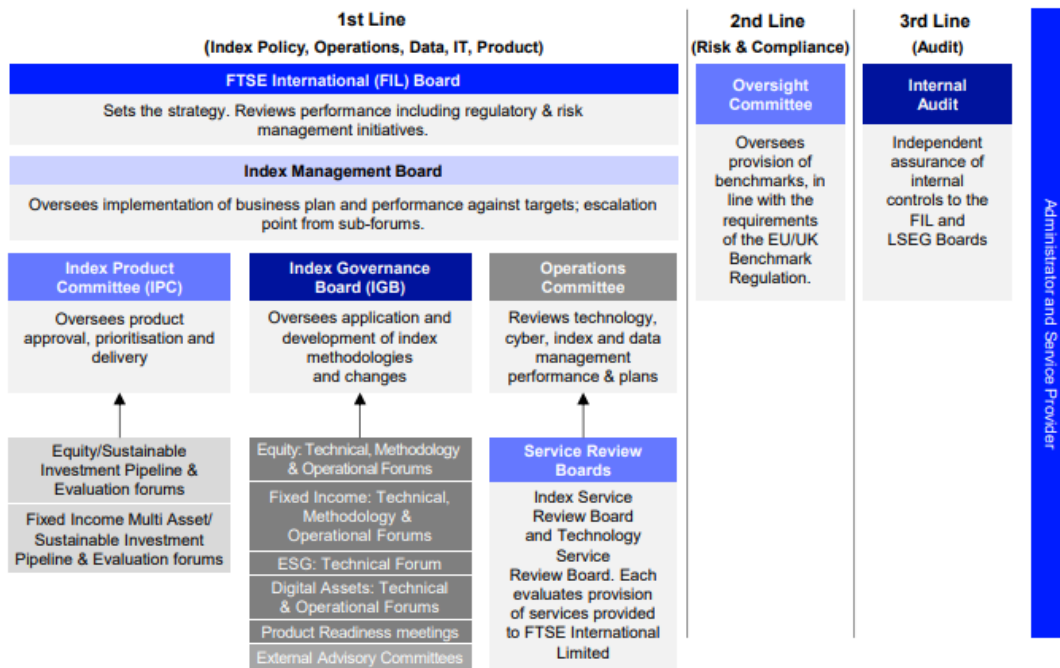 1st Line
(Index Policy, Operations, Data, IT, Product)
FTSE International (FIL) Board
Sets the strategy. Reviews performance including regulatory & risk
management initiatives.
Index Management Board
Oversees implementation of business plan and performance against targets; escalation
point from sub-forums.
Index Product
Committee (IPC)
Oversees product
approval, prioritisation and
delivery
Equity/Sustainable
Investment Pipeline &
Evaluation forums
Fixed Income Multi Asset/
Sustainable Investment
Pipeline & Evaluation forums
Index Governance
Board (IGB)
Oversees application and
development of index
methodologies
and changes
Equity: Technical, Methodology
& Operational Forums
Fixed Income: Technical,
Methodology &
Operational Forums
ESG: Technical Forum
Digital Assets: Technical
& Operational Forums
Product Readiness meetings
External Advisory Committees
Operations
Committee
Reviews technology,
cyber, index and data
management
performance & plans
Service Review
Boards
Index Service
Review Board
and Technology
Service
Review Board. Each
evaluates provision
of services provided
to FTSE International
Limited
2nd Line
(Risk & Compliance)
Oversight
Committee
Oversees
provision of
benchmarks, in
line with the
requirements
of the EU/UK
Benchmark
Regulation.
3rd Line
(Audit)
Internal
Audit
Independent
assurance of
internal
controls to the
FIL and
LSEG Boards
Administrator and Service Provider